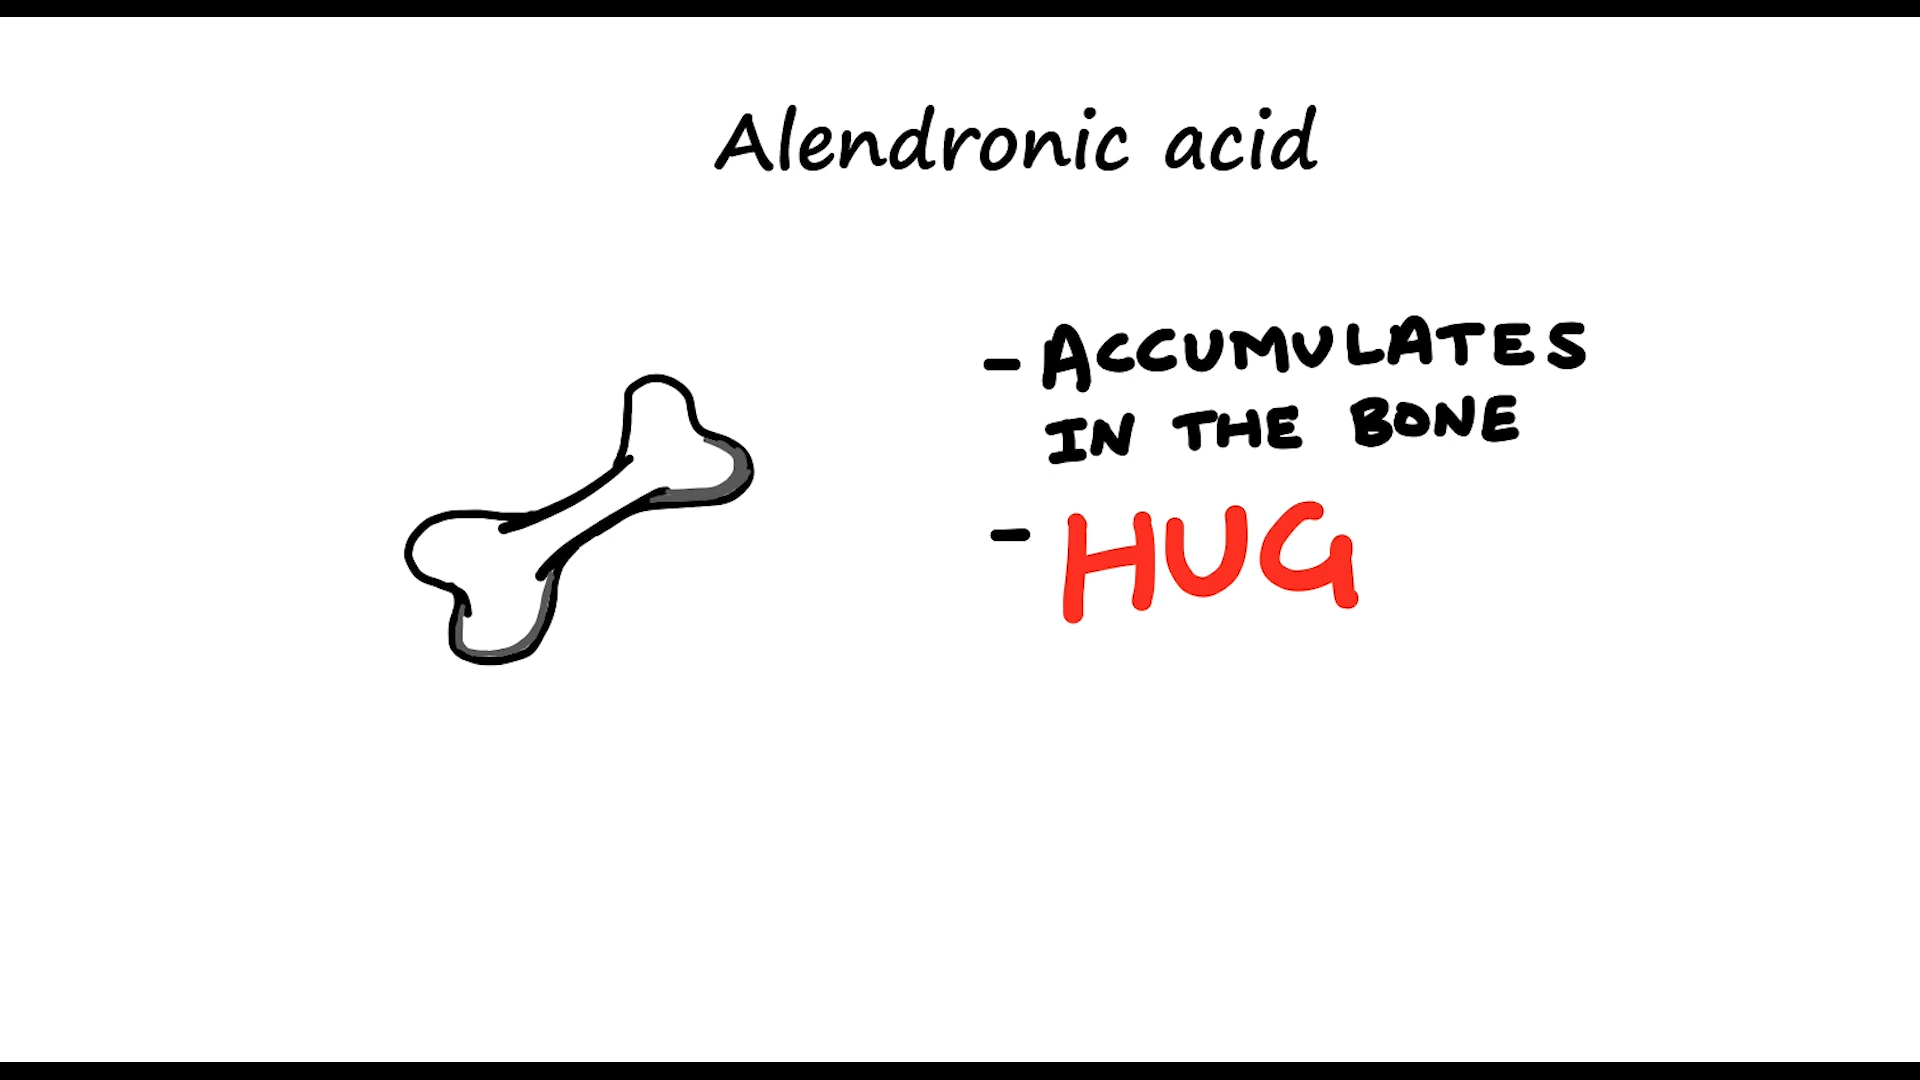 Alendronic acid
- ACCUMULATES
IN THE BONE
- HUG